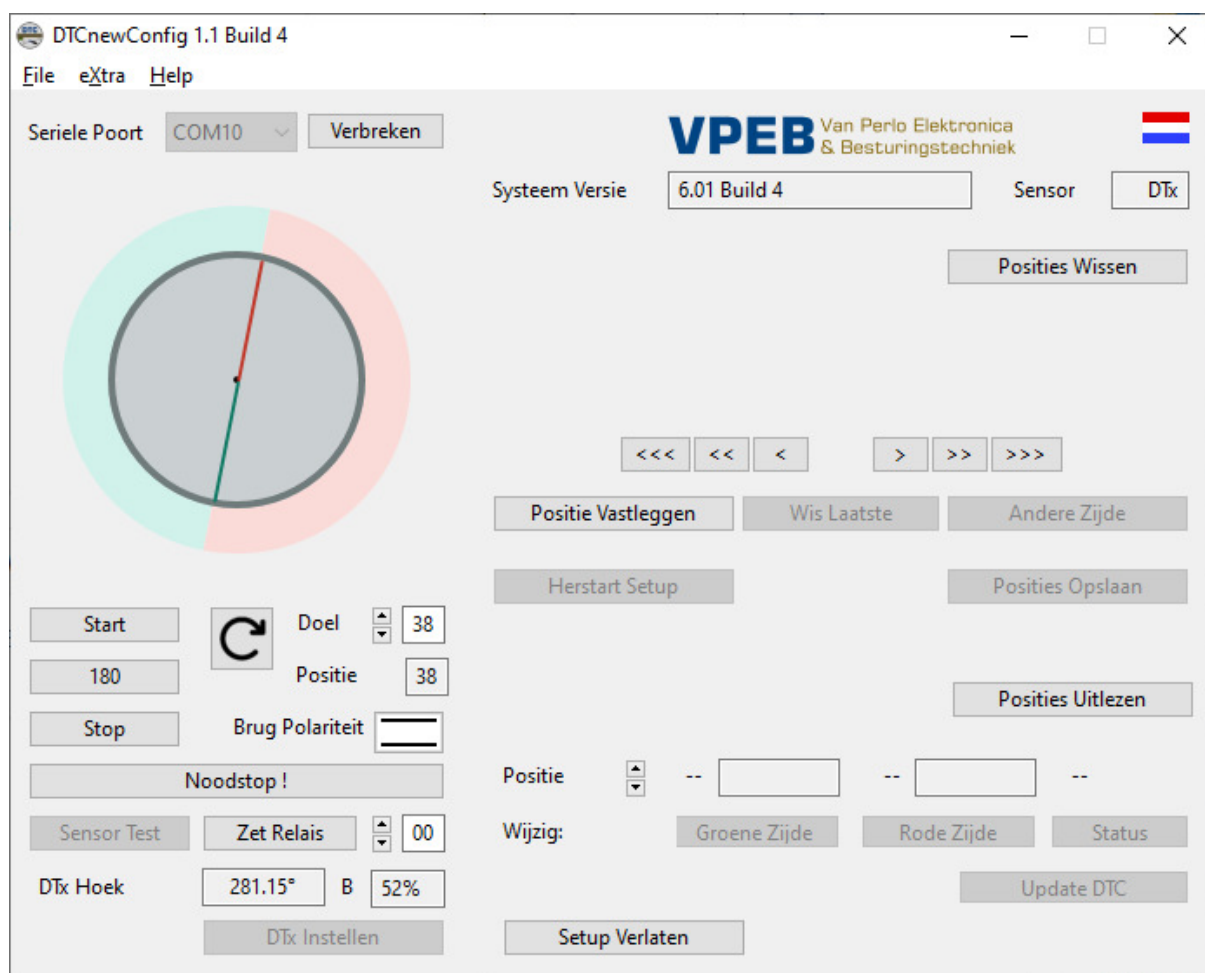 DTCnewConfig 1.1 Build 4
File eXtra Help
Seriele Poort COM10 Verbreken
VPEB Van Perlo Elektronica
& Besturingstechniek
Systeem Versie 6.01 Build 4 Sensor DTx
Posities Wissen
<<< << < > >> >>>
Positie Vastleggen Wis Laatste Andere Zijde
Herstart Setup Posities Opslaan
Start Doel 38
180 Positie 38
Posities Uitlezen
Stop Brug Polariteit
Noodstop !
Positie -- -- --
Sensor Test Zet Relais 00
Wijzig: Groene Zijde Rode Zijde Status
DTx Hoek 281.15° B 52%
Update DTC
DTx Instellen
Setup Verlaten